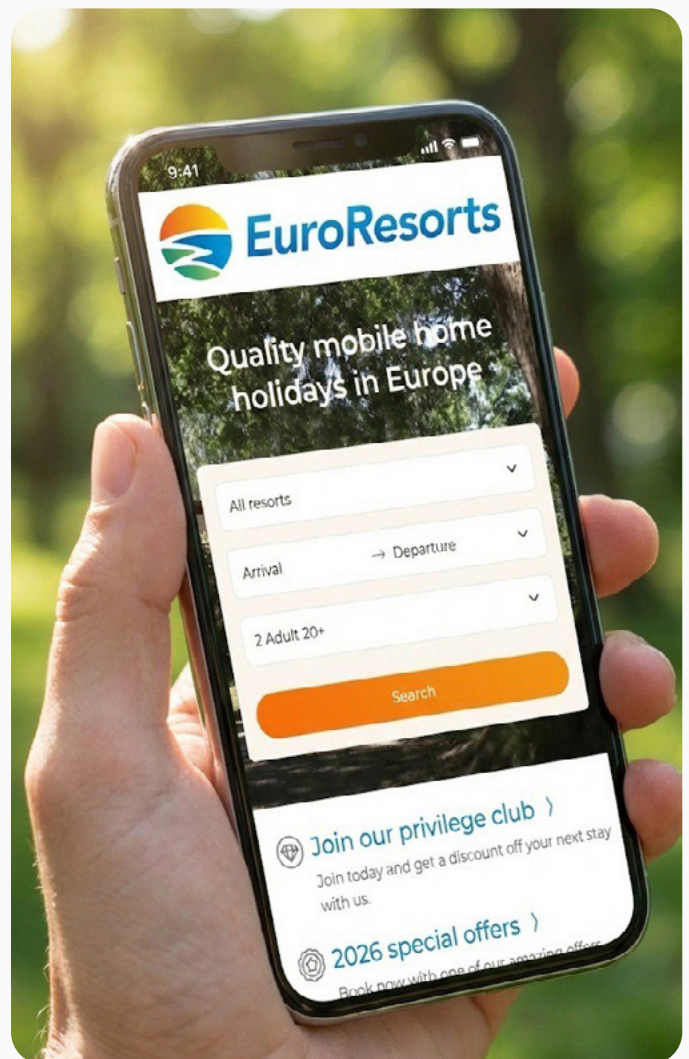 9:41
EuroResorts
Quality mobile home
holidays in Europe
All resorts
Arrival → Departure
2 Adult 20+
Search
Join our privilege club 〉
Join today and get a discount off your next stay
with us.
2026 special offers 〉
Book now with one of our amazing offers